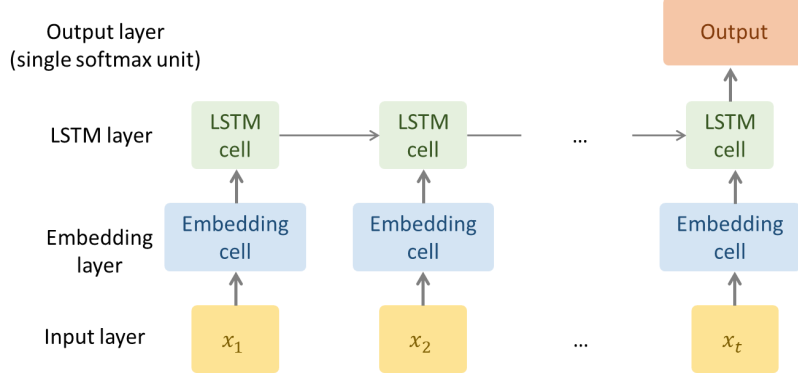 Output layer
(single softmax unit)
Output
LSTM layer
LSTM
cell
LSTM
cell
...
LSTM
cell
Embedding
layer
Embedding
cell
Embedding
cell
Embedding
cell
Input layer
x₁
x₂
...
xₜ